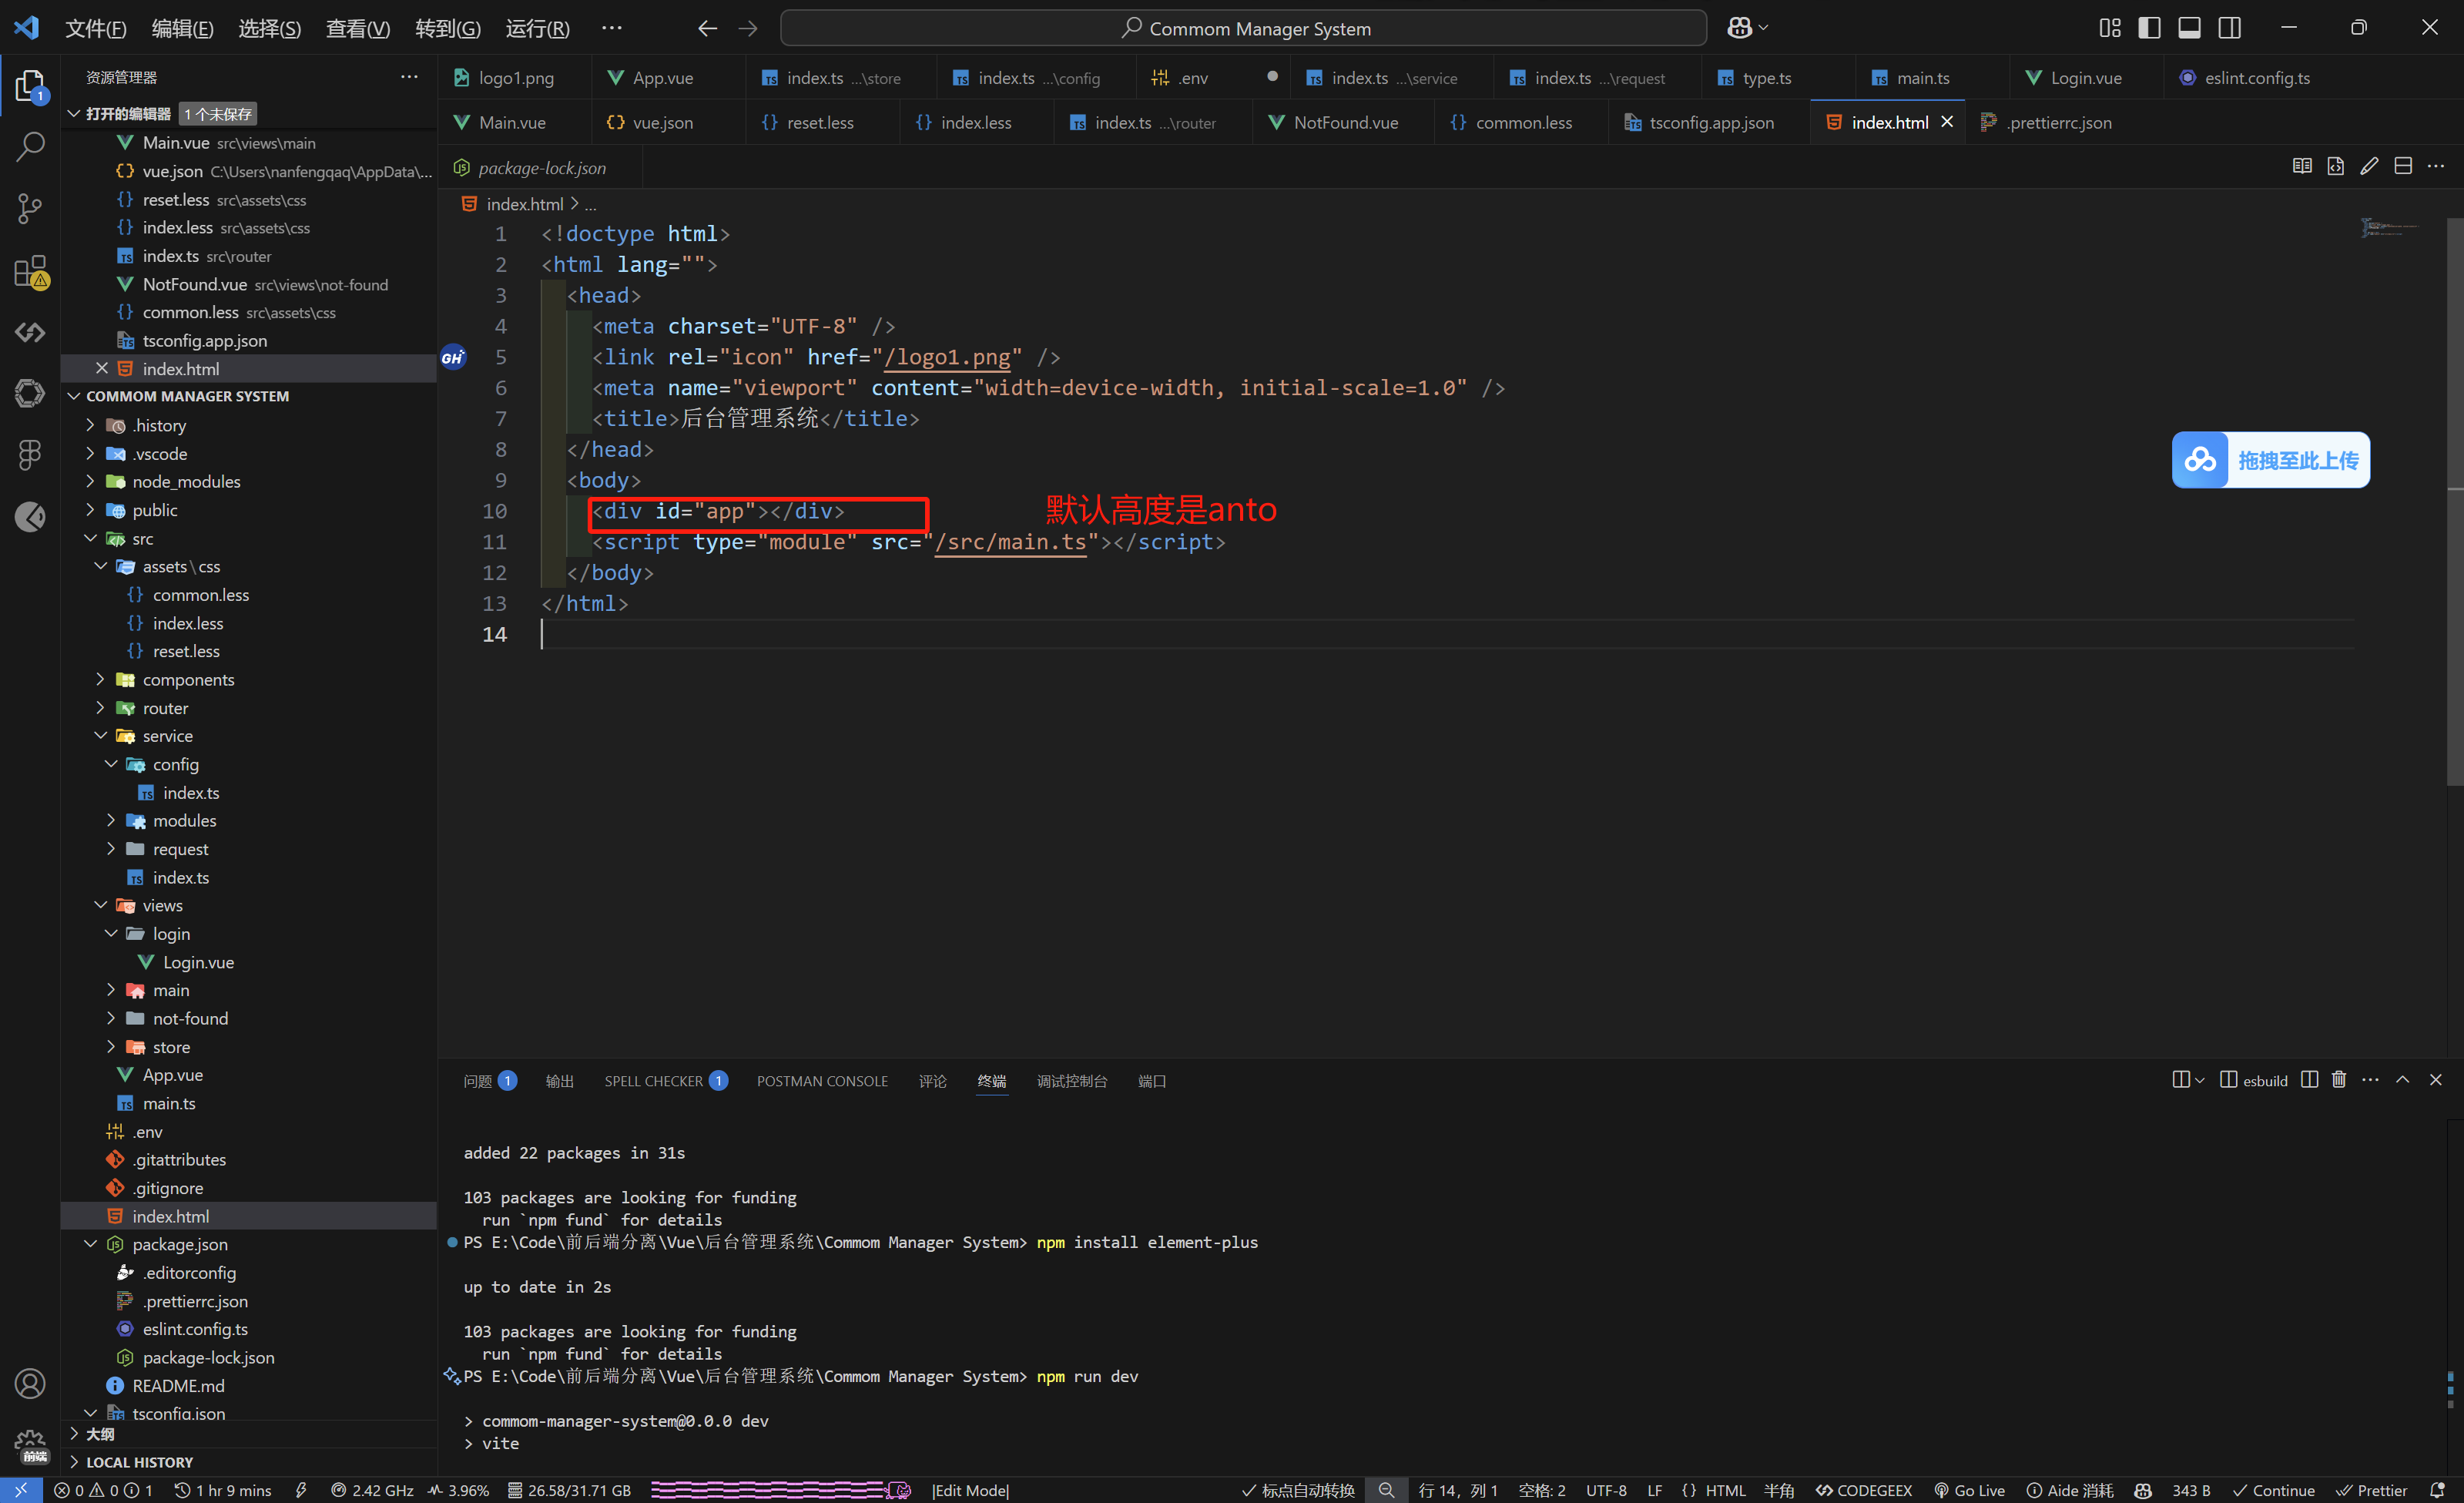 文件(F) 编辑(E) 选择(S) 查看(V) 转到(G) 运行(R) ··· Commom Manager System
资源管理器
打开的编辑器 1 个未保存
Main.vue src\views\main
vue.json C:\Users\nanfengqaq\AppData\...
reset.less src\assets\css
index.less src\assets\css
index.ts src\router
NotFound.vue src\views\not-found
common.less src\assets\css
tsconfig.app.json
index.html
COMMOM MANAGER SYSTEM
.history
.vscode
node_modules
public
src
assets\css
common.less
index.less
reset.less
components
router
service
config
index.ts
modules
request
index.ts
views
login
Login.vue
main
not-found
store
App.vue
main.ts
.env
.gitattributes
.gitignore
index.html
package.json
.editorconfig
.prettierrc.json
eslint.config.ts
package-lock.json
README.md
tsconfig.json
大纲
LOCAL HISTORY
1
前端
logo1.png App.vue index.ts ...\store index.ts ...\config .env index.ts ...\service index.ts ...\request type.ts main.ts Login.vue eslint.config.ts
Main.vue vue.json reset.less index.less index.ts ...\router NotFound.vue common.less tsconfig.app.json index.html .prettierrc.json
package-lock.json
index.html > ...
1 <!doctype html>
2 <html lang="">
3 <head>
4 <meta charset="UTF-8" />
GH 5 <link rel="icon" href="/logo1.png" />
6 <meta name="viewport" content="width=device-width, initial-scale=1.0" />
7 <title>后台管理系统</title>
8 </head>
9 <body>
10 <div id="app"></div> 默认高度是anto
11 <script type="module" src="/src/main.ts"></script>
12 </body>
13 </html>
14
拖拽至此上传
问题 1 输出 SPELL CHECKER 1 POSTMAN CONSOLE 评论 终端 调试控制台 端口 esbuild
added 22 packages in 31s
103 packages are looking for funding
run `npm fund` for details
PS E:\Code\前后端分离\Vue\后台管理系统\Commom Manager System> npm install element-plus
up to date in 2s
103 packages are looking for funding
run `npm fund` for details
PS E:\Code\前后端分离\Vue\后台管理系统\Commom Manager System> npm run dev
> commom-manager-system@0.0.0 dev
> vite
0 0 1 1 hr 9 mins 2.42 GHz 3.96% 26.58/31.71 GB |Edit Mode| 标点自动转换 行 14，列 1 空格: 2 UTF-8 LF {} HTML 半角 CODEGEEX Go Live Aide 消耗 343 B Continue Prettier